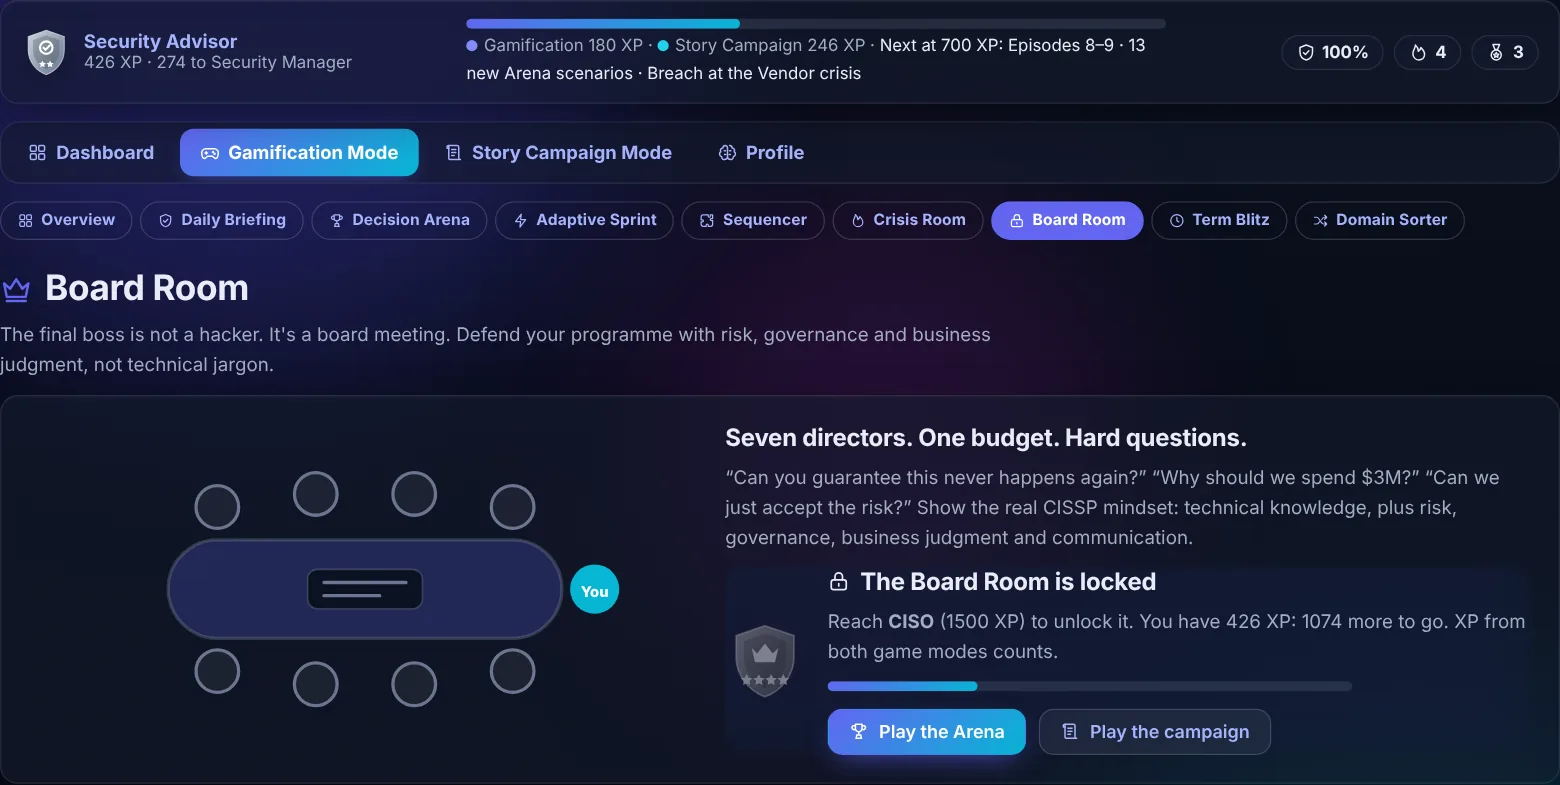 Security Advisor
426 XP · 274 to Security Manager
Gamification 180 XP · Story Campaign 246 XP · Next at 700 XP: Episodes 8–9 · 13
new Arena scenarios · Breach at the Vendor crisis
100%
4
3
Dashboard
Gamification Mode
Story Campaign Mode
Profile
Overview
Daily Briefing
Decision Arena
Adaptive Sprint
Sequencer
Crisis Room
Board Room
Term Blitz
Domain Sorter
Board Room
The final boss is not a hacker. It's a board meeting. Defend your programme with risk, governance and business
judgment, not technical jargon.
You
Seven directors. One budget. Hard questions.
“Can you guarantee this never happens again?” “Why should we spend $3M?” “Can we
just accept the risk?” Show the real CISSP mindset: technical knowledge, plus risk,
governance, business judgment and communication.
The Board Room is locked
Reach CISO (1500 XP) to unlock it. You have 426 XP: 1074 more to go. XP from
both game modes counts.
Play the Arena
Play the campaign